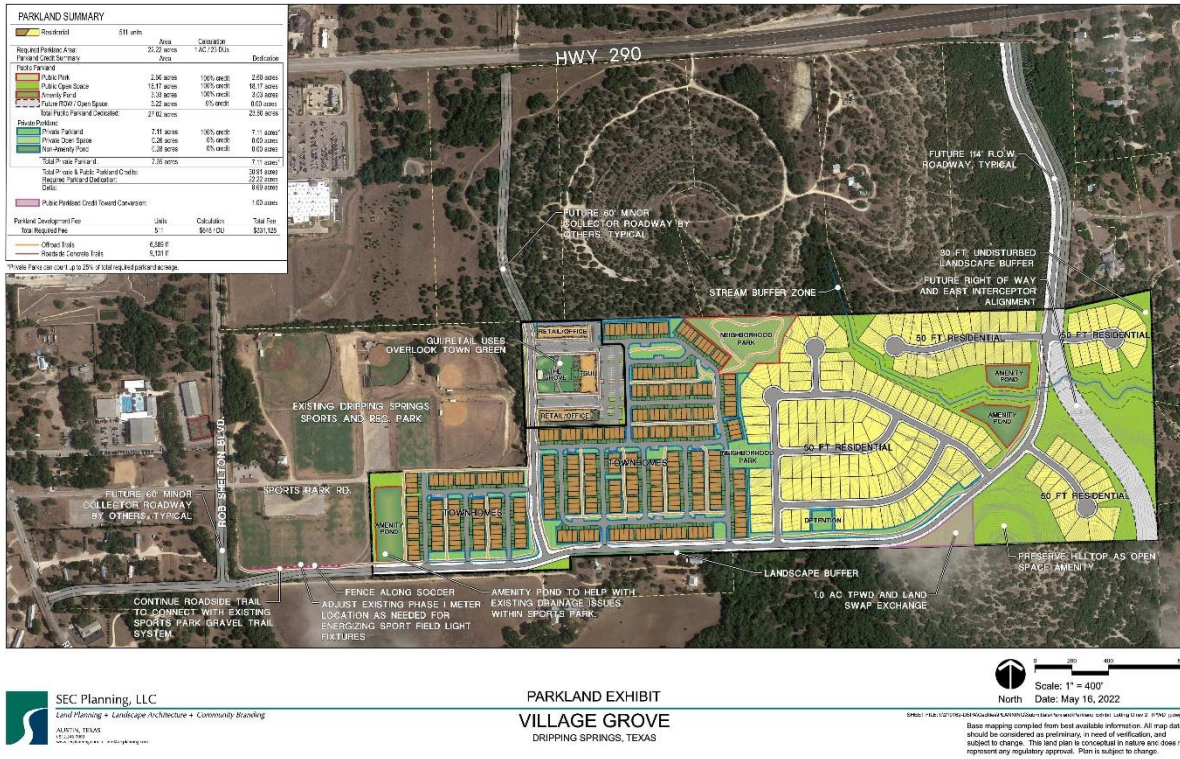 PARKLAND SUMMARY
Residential 511 units
Area Calculation
Required Parkland Area: 22.22 acres 1 AC / 23 DUs
Parkland Credit Summary Area Dedication
Public Parkland
Public Park 2.60 acres 100% credit 2.60 acres
Public Open Space 18.17 acres 100% credit 18.17 acres
Amenity Pond 3.03 acres 100% credit 3.03 acres
Future ROW / Open Space 3.22 acres 0% credit 0.00 acres
Total Public Parkland Dedicated: 27.02 acres 23.80 acres
Private Parkland
Private Parkland 7.11 acres 100% credit 7.11 acres*
Private Open Space 0% credit 0.00 acres
Non-Amenity Pond 0% credit 0.00 acres
Total Private Parkland: 7.11 acres*
Total Private & Public Parkland Credits: 30.91 acres
Required Parkland Dedication: 22.22 acres
Delta: 8.69 acres
Public Parkland Credit Toward Conversion: 1.00 acres
Parkland Development Fee Units Calculation Total Fee
Total Required Fee 511 $648 / DU
Offroad Trails
Roadside Concrete Trails
*Private Parks can count up to 25% of total required parkland acreage.
HWY 290
FUTURE 114' R.O.W.
ROADWAY, TYPICAL
FUTURE 60' MINOR
COLLECTOR ROADWAY BY
OTHERS, TYPICAL
30 FT. UNDISTURBED
LANDSCAPE BUFFER
FUTURE RIGHT OF WAY
AND EAST INTERCEPTOR
ALIGNMENT
STREAM BUFFER ZONE
RETAIL/OFFICE
GUI/RETAIL USES
OVERLOOK TOWN GREEN
THE GROVE
GUI
RETAIL/OFFICE
NEIGHBORHOOD
PARK
50 FT RESIDENTIAL
50 FT RESIDENTIAL
AMENITY
POND
AMENITY
POND
EXISTING DRIPPING SPRINGS
SPORTS AND REC. PARK
50 FT RESIDENTIAL
TOWNHOMES
NEIGHBORHOOD
PARK
ROB SHELTON BLVD.
FUTURE 60' MINOR
COLLECTOR ROADWAY
BY OTHERS, TYPICAL
SPORTS PARK RD.
AMENITY
POND
TOWNHOMES
DETENTION
50 FT RESIDENTIAL
PRESERVE HILLTOP AS OPEN
SPACE AMENITY
LANDSCAPE BUFFER
1.0 AC TPWD AND LAND
SWAP EXCHANGE
CONTINUE ROADSIDE TRAIL
TO CONNECT WITH EXISTING
SPORTS PARK GRAVEL TRAIL
SYSTEM.
FENCE ALONG SOCCER
ADJUST EXISTING PHASE I METER
LOCATION AS NEEDED FOR
ENERGIZING SPORT FIELD LIGHT
FIXTURES
AMENITY POND TO HELP WITH
EXISTING DRAINAGE ISSUES
WITHIN SPORTS PARK.
SEC Planning, LLC
Land Planning + Landscape Architecture + Community Branding
AUSTIN, TEXAS
PARKLAND EXHIBIT
VILLAGE GROVE
DRIPPING SPRINGS, TEXAS
0 200 400
North
Scale: 1" = 400'
Date: May 16, 2022
Base mapping compiled from best available information. All map dat
should be considered as preliminary, in need of verification, and
subject to change. This land plan is conceptual in nature and does
represent any regulatory approval. Plan is subject to change.